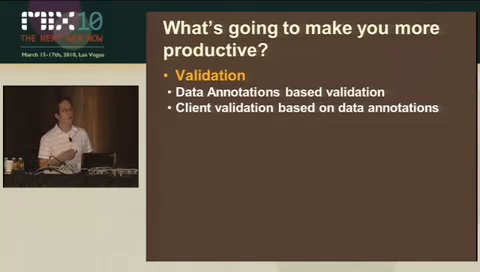 MIX10
THE NEXT WEB NOW
March 15-17th, 2010, Las Vegas
What's going to make you more
productive?
• Validation
• Data Annotations based validation
• Client validation based on data annotations